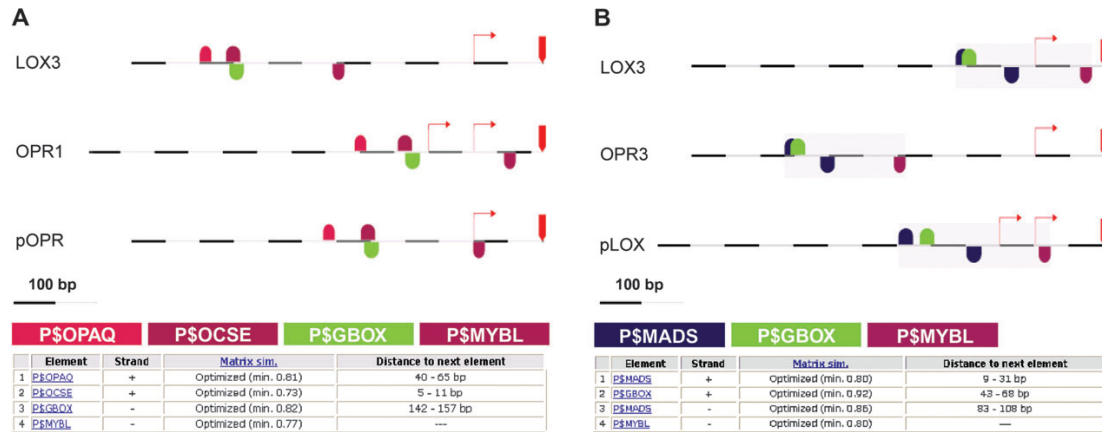 A
LOX3
OPR1
pOPR
100 bp
P$OPAQ P$OCSE P$GBOX P$MYBL
Element Strand Matrix sim. Distance to next element
1 P$OPAQ + Optimized (min. 0.81) 40 - 65 bp
2 P$OCSE + Optimized (min. 0.73) 5 - 11 bp
3 P$GBOX - Optimized (min. 0.82) 142 - 157 bp
4 P$MYBL - Optimized (min. 0.77) ---
B
LOX3
OPR3
pLOX
100 bp
P$MADS P$GBOX P$MYBL
Element Strand Matrix sim. Distance to next element
1 P$MADS + Optimized (min. 0.80) 9 - 31 bp
2 P$GBOX + Optimized (min. 0.92) 43 - 68 bp
3 P$MADS - Optimized (min. 0.86) 83 - 108 bp
4 P$MYBL - Optimized (min. 0.80) ---